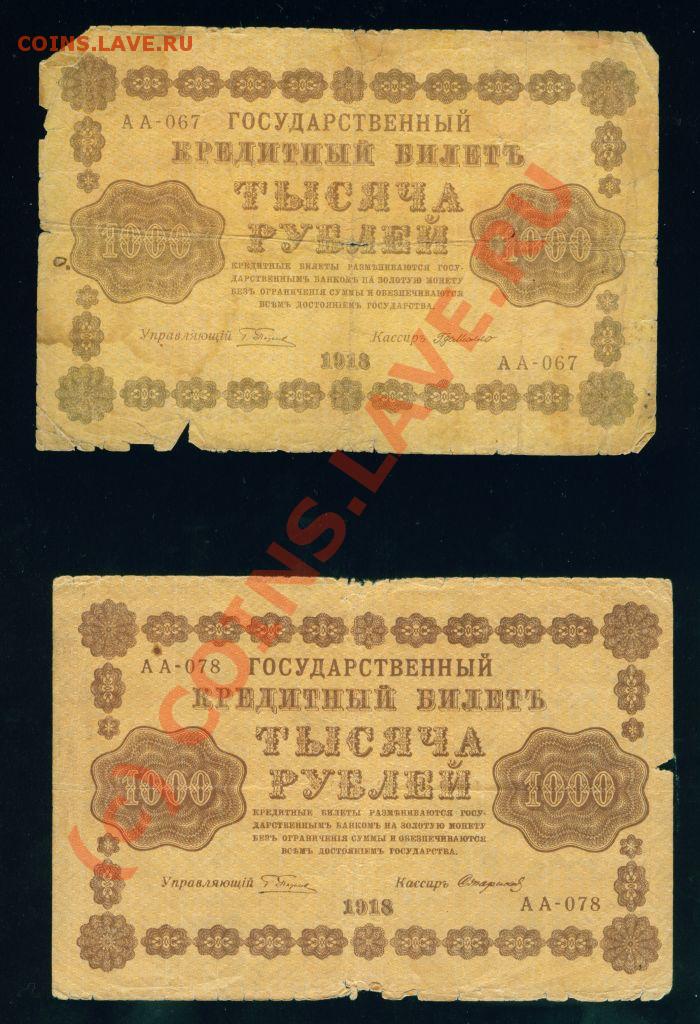 COINS.LAVE.RU
АА-067 ГОСУДАРСТВЕННЫЙ
КРЕДИТНЫЙ БИЛЕТЪ
ТЫСЯЧА
РУБЛЕЙ
1000 1000
КРЕДИТНЫЕ БИЛЕТЫ РАЗМѢНИВАЮТСЯ ГОСУ-
ДАРСТВЕННЫМЪ БАНКОМЪ НА ЗОЛОТУЮ МОНЕТУ
БЕЗЪ ОГРАНИЧЕНІЯ СУММЫ И ОБЕЗПЕЧИВАЮТСЯ
ВСѢМЪ ДОСТОЯНІЕМЪ ГОСУДАРСТВА.
Управляющій Кассиръ
1918 АА-067
(c) COINS.LAVE.RU
АА-078 ГОСУДАРСТВЕННЫЙ
КРЕДИТНЫЙ БИЛЕТЪ
ТЫСЯЧА
РУБЛЕЙ
1000 1000
КРЕДИТНЫЕ БИЛЕТЫ РАЗМѢНИВАЮТСЯ ГОСУ-
ДАРСТВЕННЫМЪ БАНКОМЪ НА ЗОЛОТУЮ МОНЕТУ
БЕЗЪ ОГРАНИЧЕНІЯ СУММЫ И ОБЕЗПЕЧИВАЮТСЯ
ВСѢМЪ ДОСТОЯНІЕМЪ ГОСУДАРСТВА.
Управляющій Кассиръ
1918 АА-078